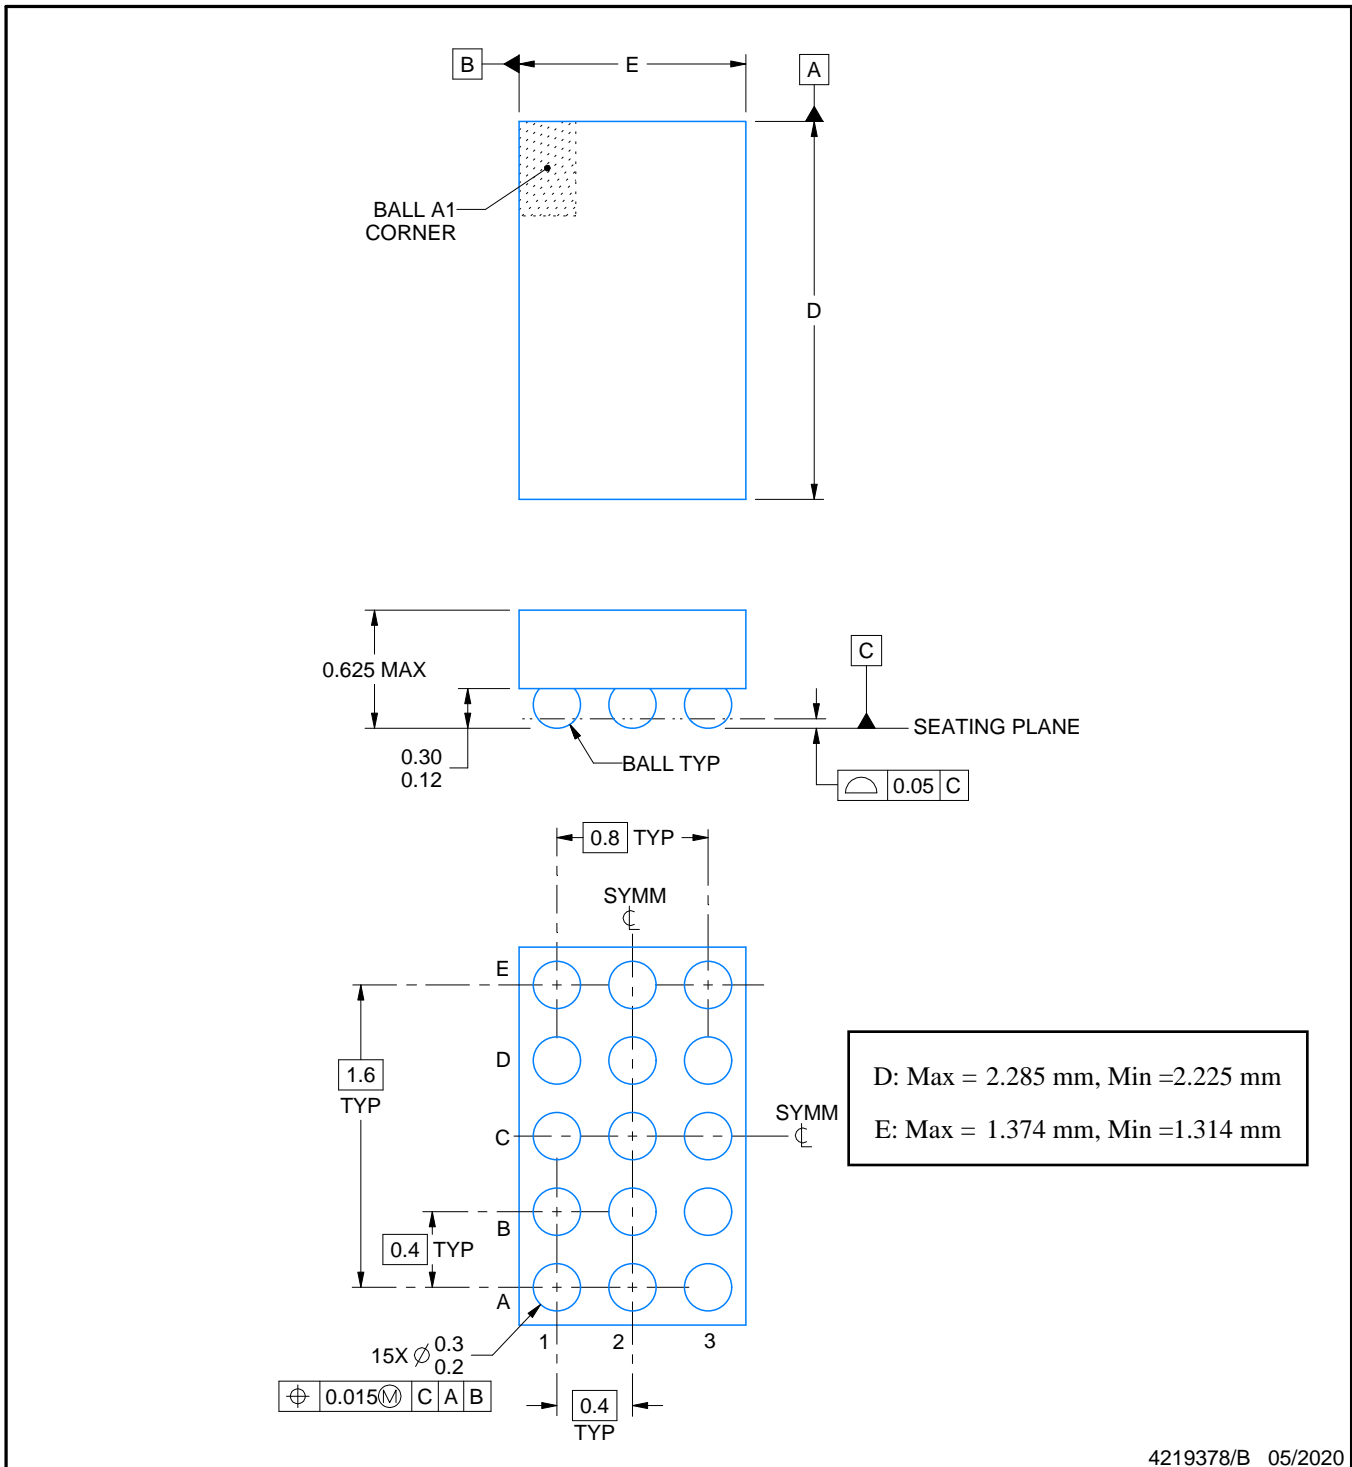 B
E
A
BALL A1
CORNER
D
0.625 MAX
C
SEATING PLANE
0.30
0.12
BALL TYP
0.05 C
0.8 TYP
SYMM
E
D
1.6
TYP
D: Max = 2.285 mm, Min =2.225 mm
E: Max = 1.374 mm, Min =1.314 mm
SYMM
C
B
0.4 TYP
A
1 2 3
15X ⌀ 0.3
0.2
⌖ 0.015Ⓜ C A B
0.4
TYP
4219378/B 05/2020